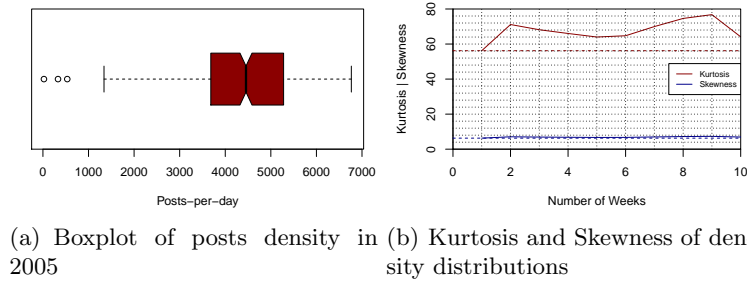 0 1000 2000 3000 4000 5000 6000 7000
Posts−per−day
(a) Boxplot of posts density in
2005
Kurtosis | Skewness
80
60
40
20
0
Kurtosis
Skewness
0 2 4 6 8 10
Number of Weeks
(b) Kurtosis and Skewness of den
sity distributions